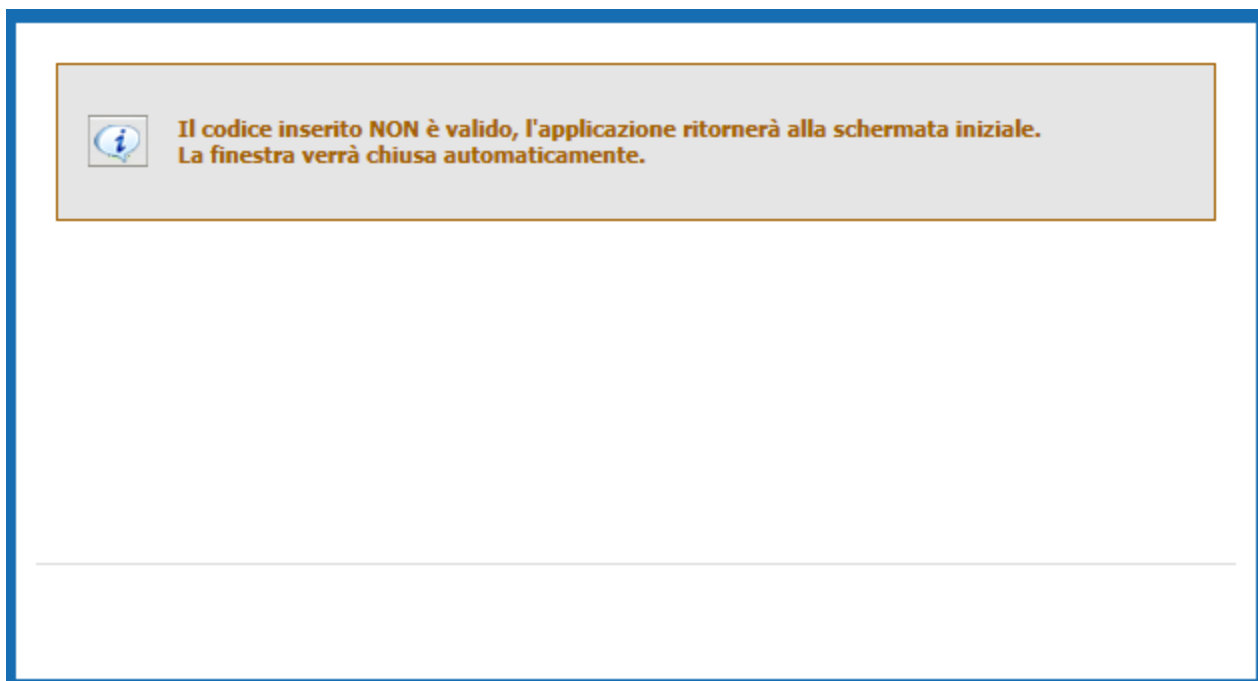 Il codice inserito NON è valido, l'applicazione ritornerà alla schermata iniziale.
La finestra verrà chiusa automaticamente.